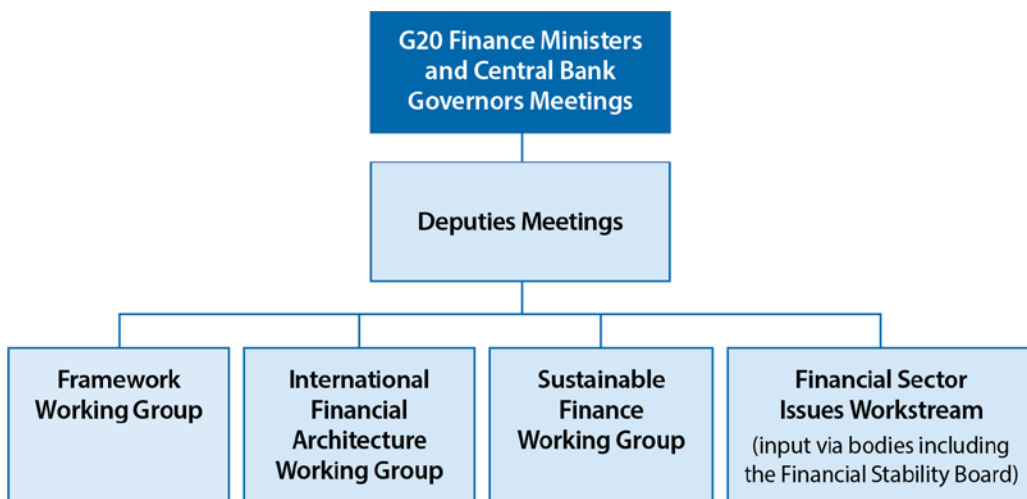 G20 Finance Ministers
and Central Bank
Governors Meetings
Deputies Meetings
Framework
Working Group
International
Financial
Architecture
Working Group
Sustainable
Finance
Working Group
Financial Sector
Issues Workstream
(input via bodies including
the Financial Stability Board)